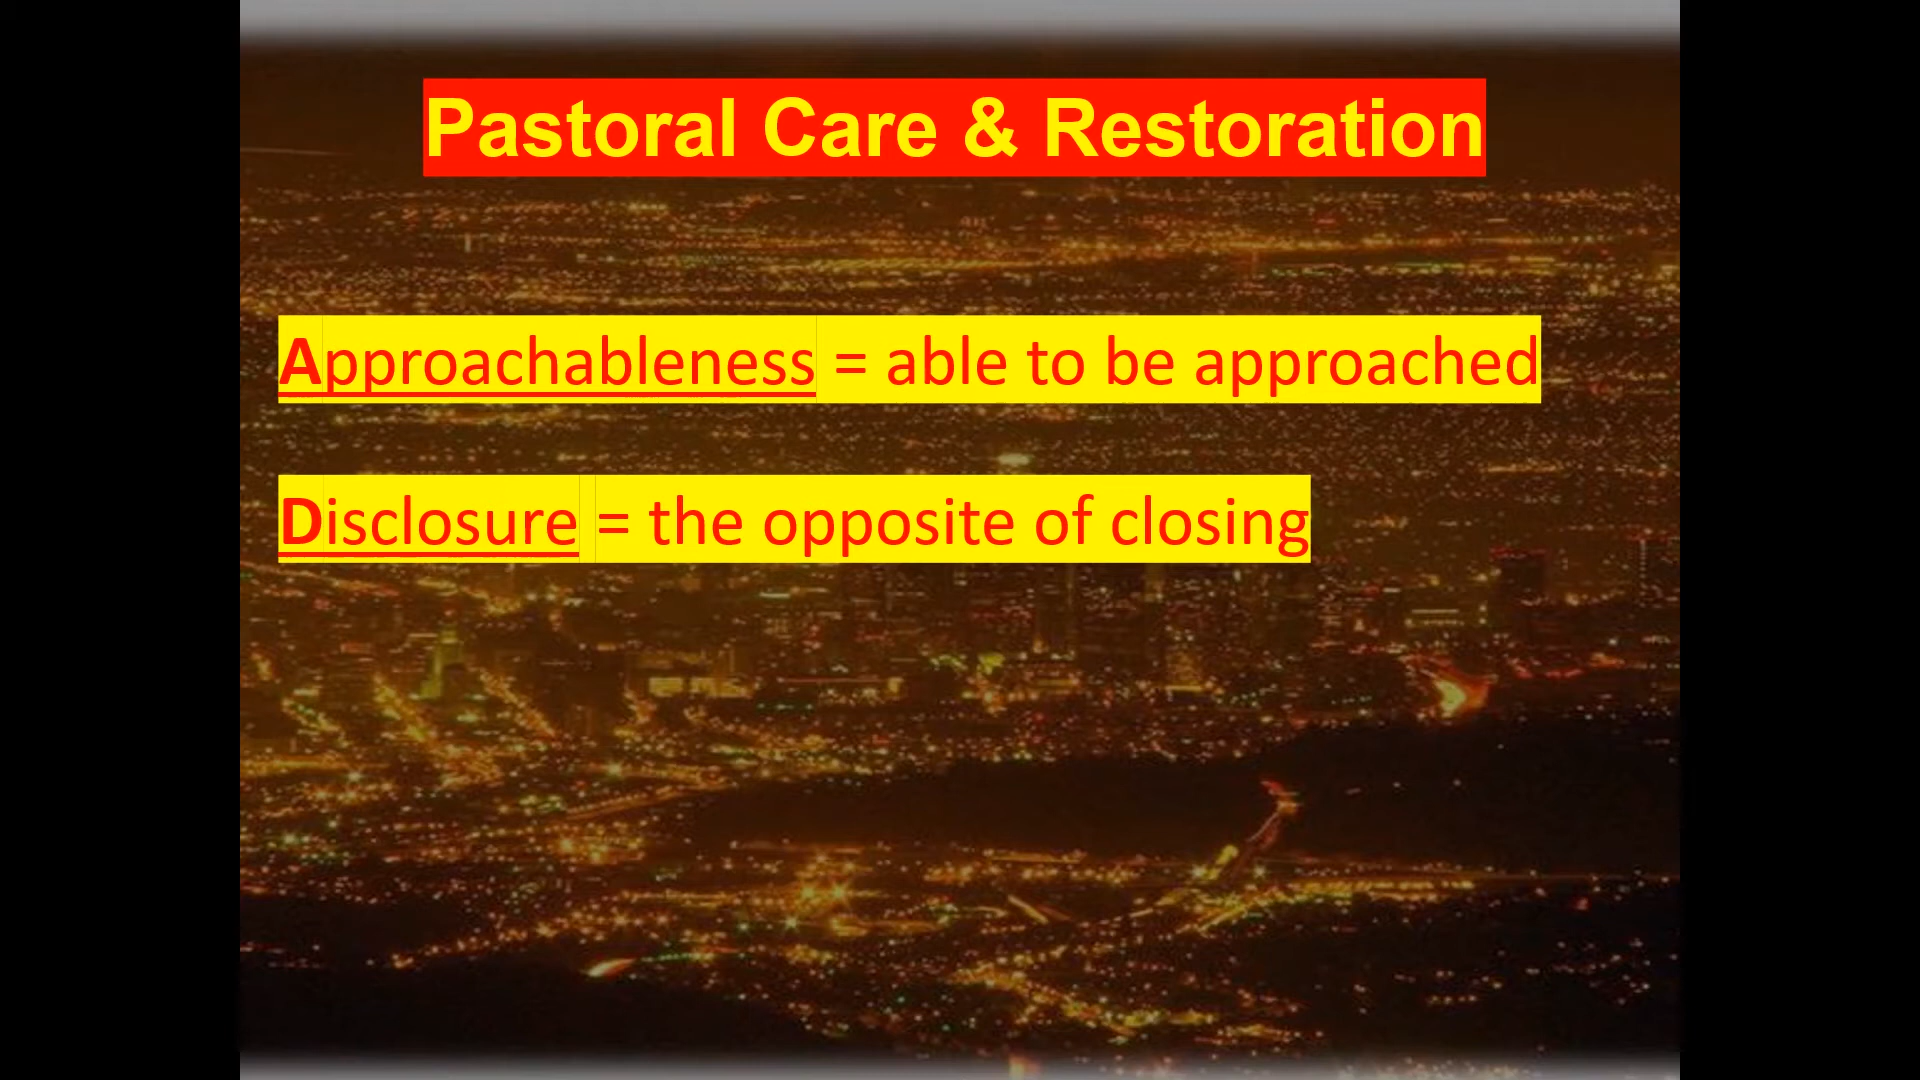 Pastoral Care & Restoration
Approachableness = able to be approached
Disclosure = the opposite of closing